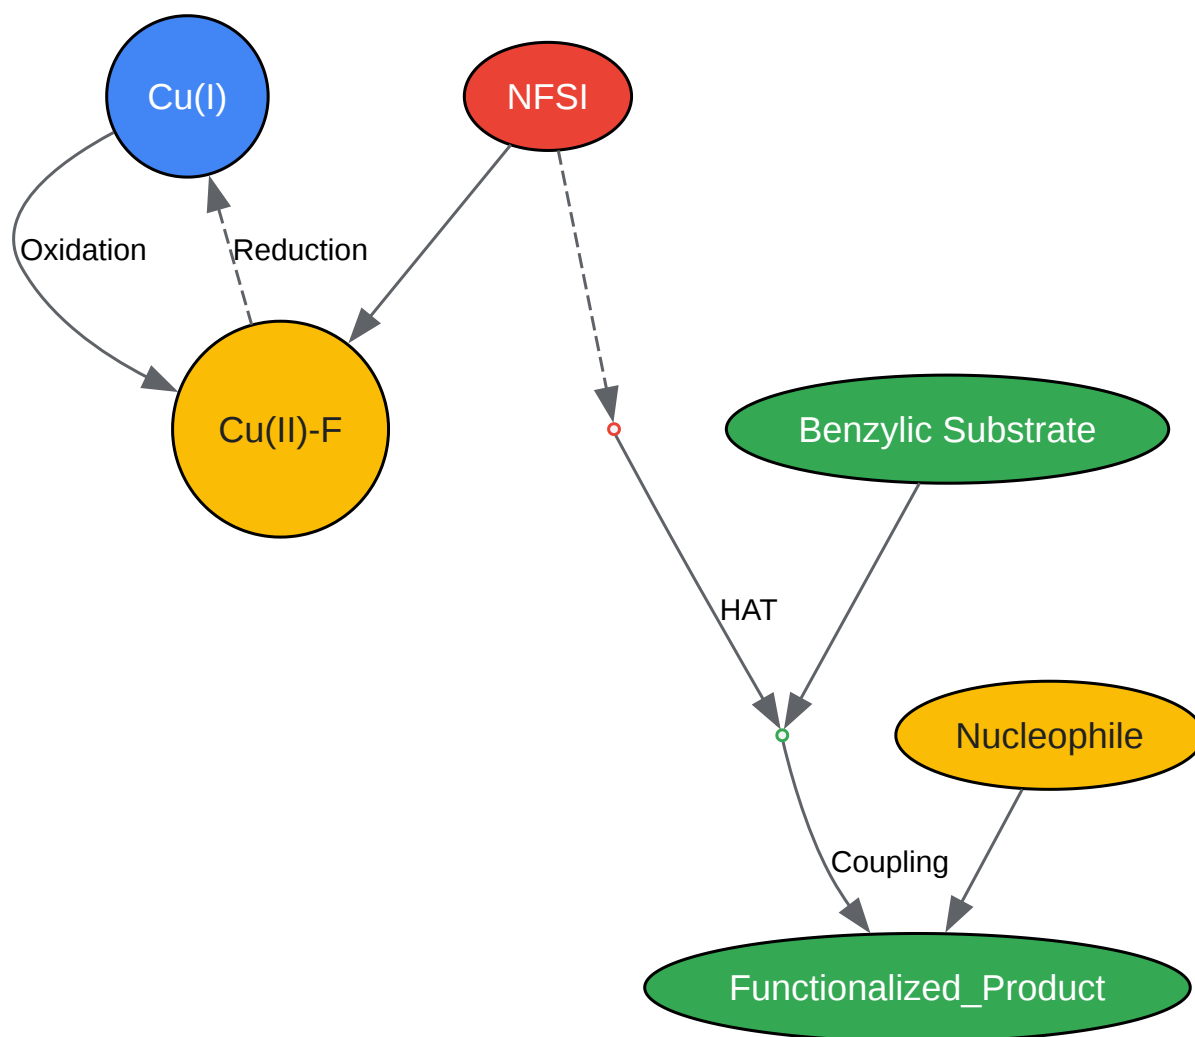 Cu(I)
NFSI
Oxidation
Reduction
Cu(II)-F
Benzylic Substrate
HAT
Nucleophile
Coupling
Functionalized_Product